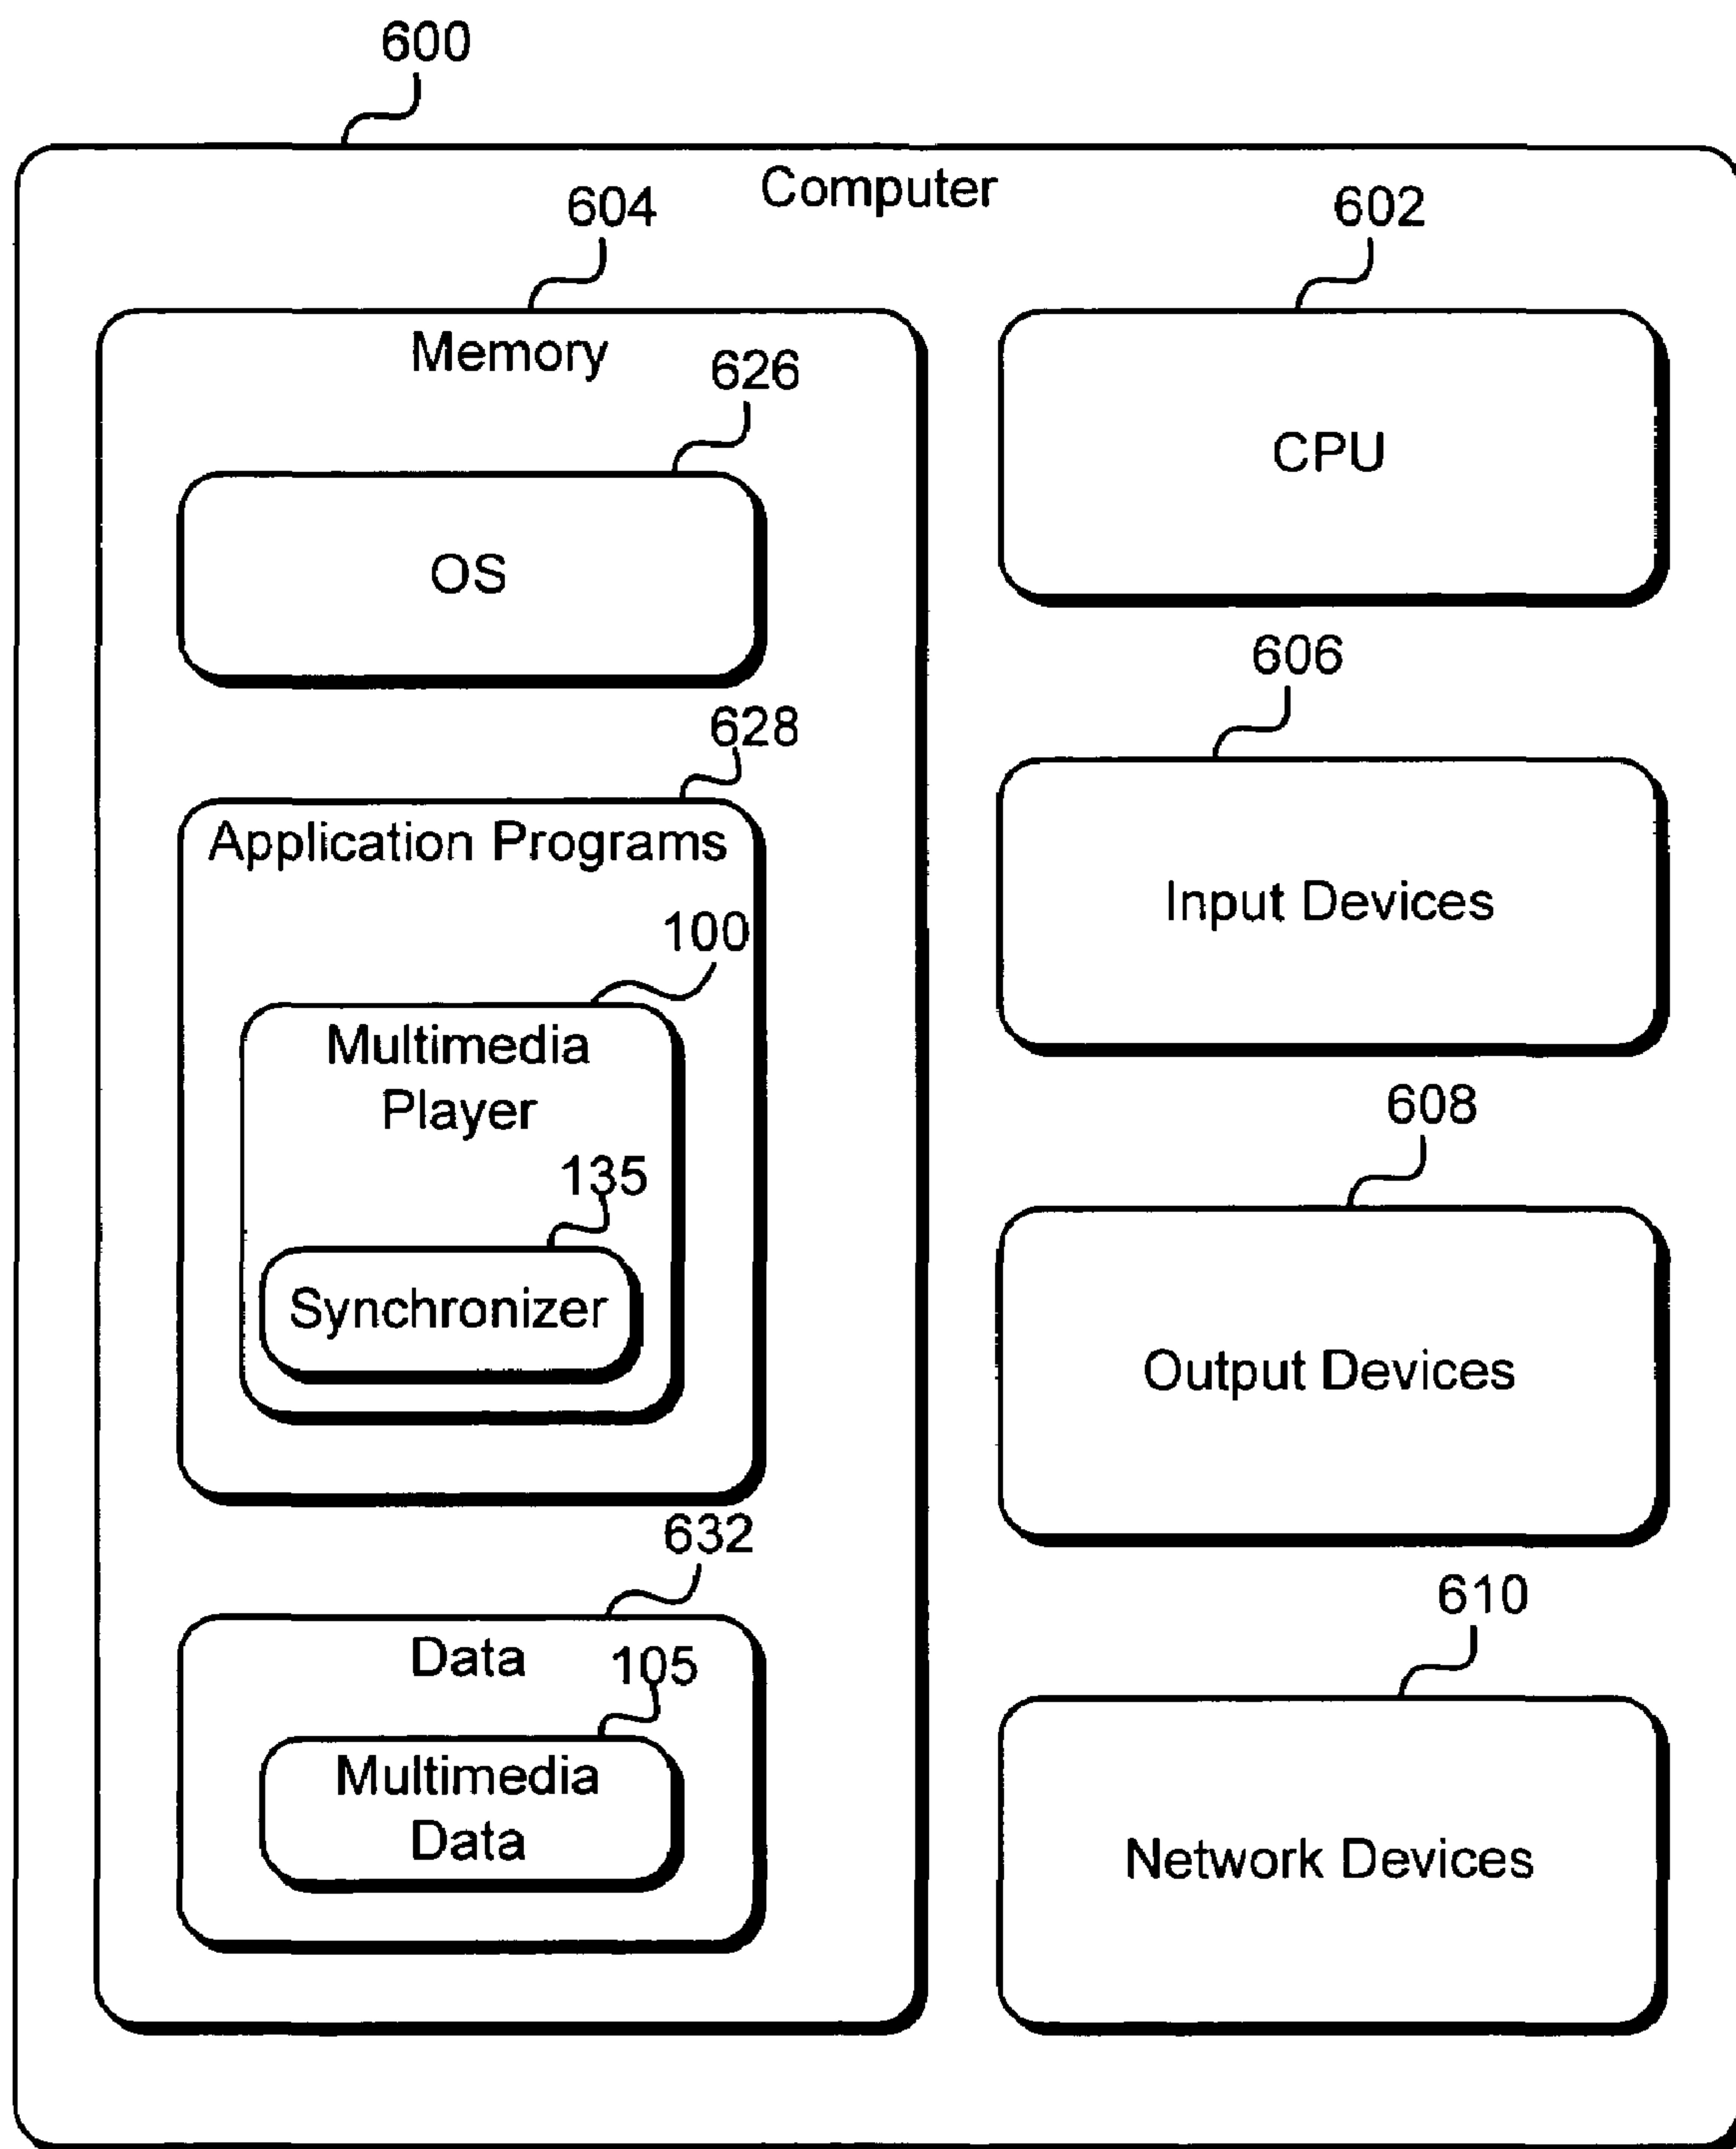 600
Computer
604
602
Memory
626
CPU
OS
606
628
Application Programs
Input Devices
100
Multimedia
Player
608
135
Synchronizer
Output Devices
632
610
Data
105
Multimedia
Data
Network Devices